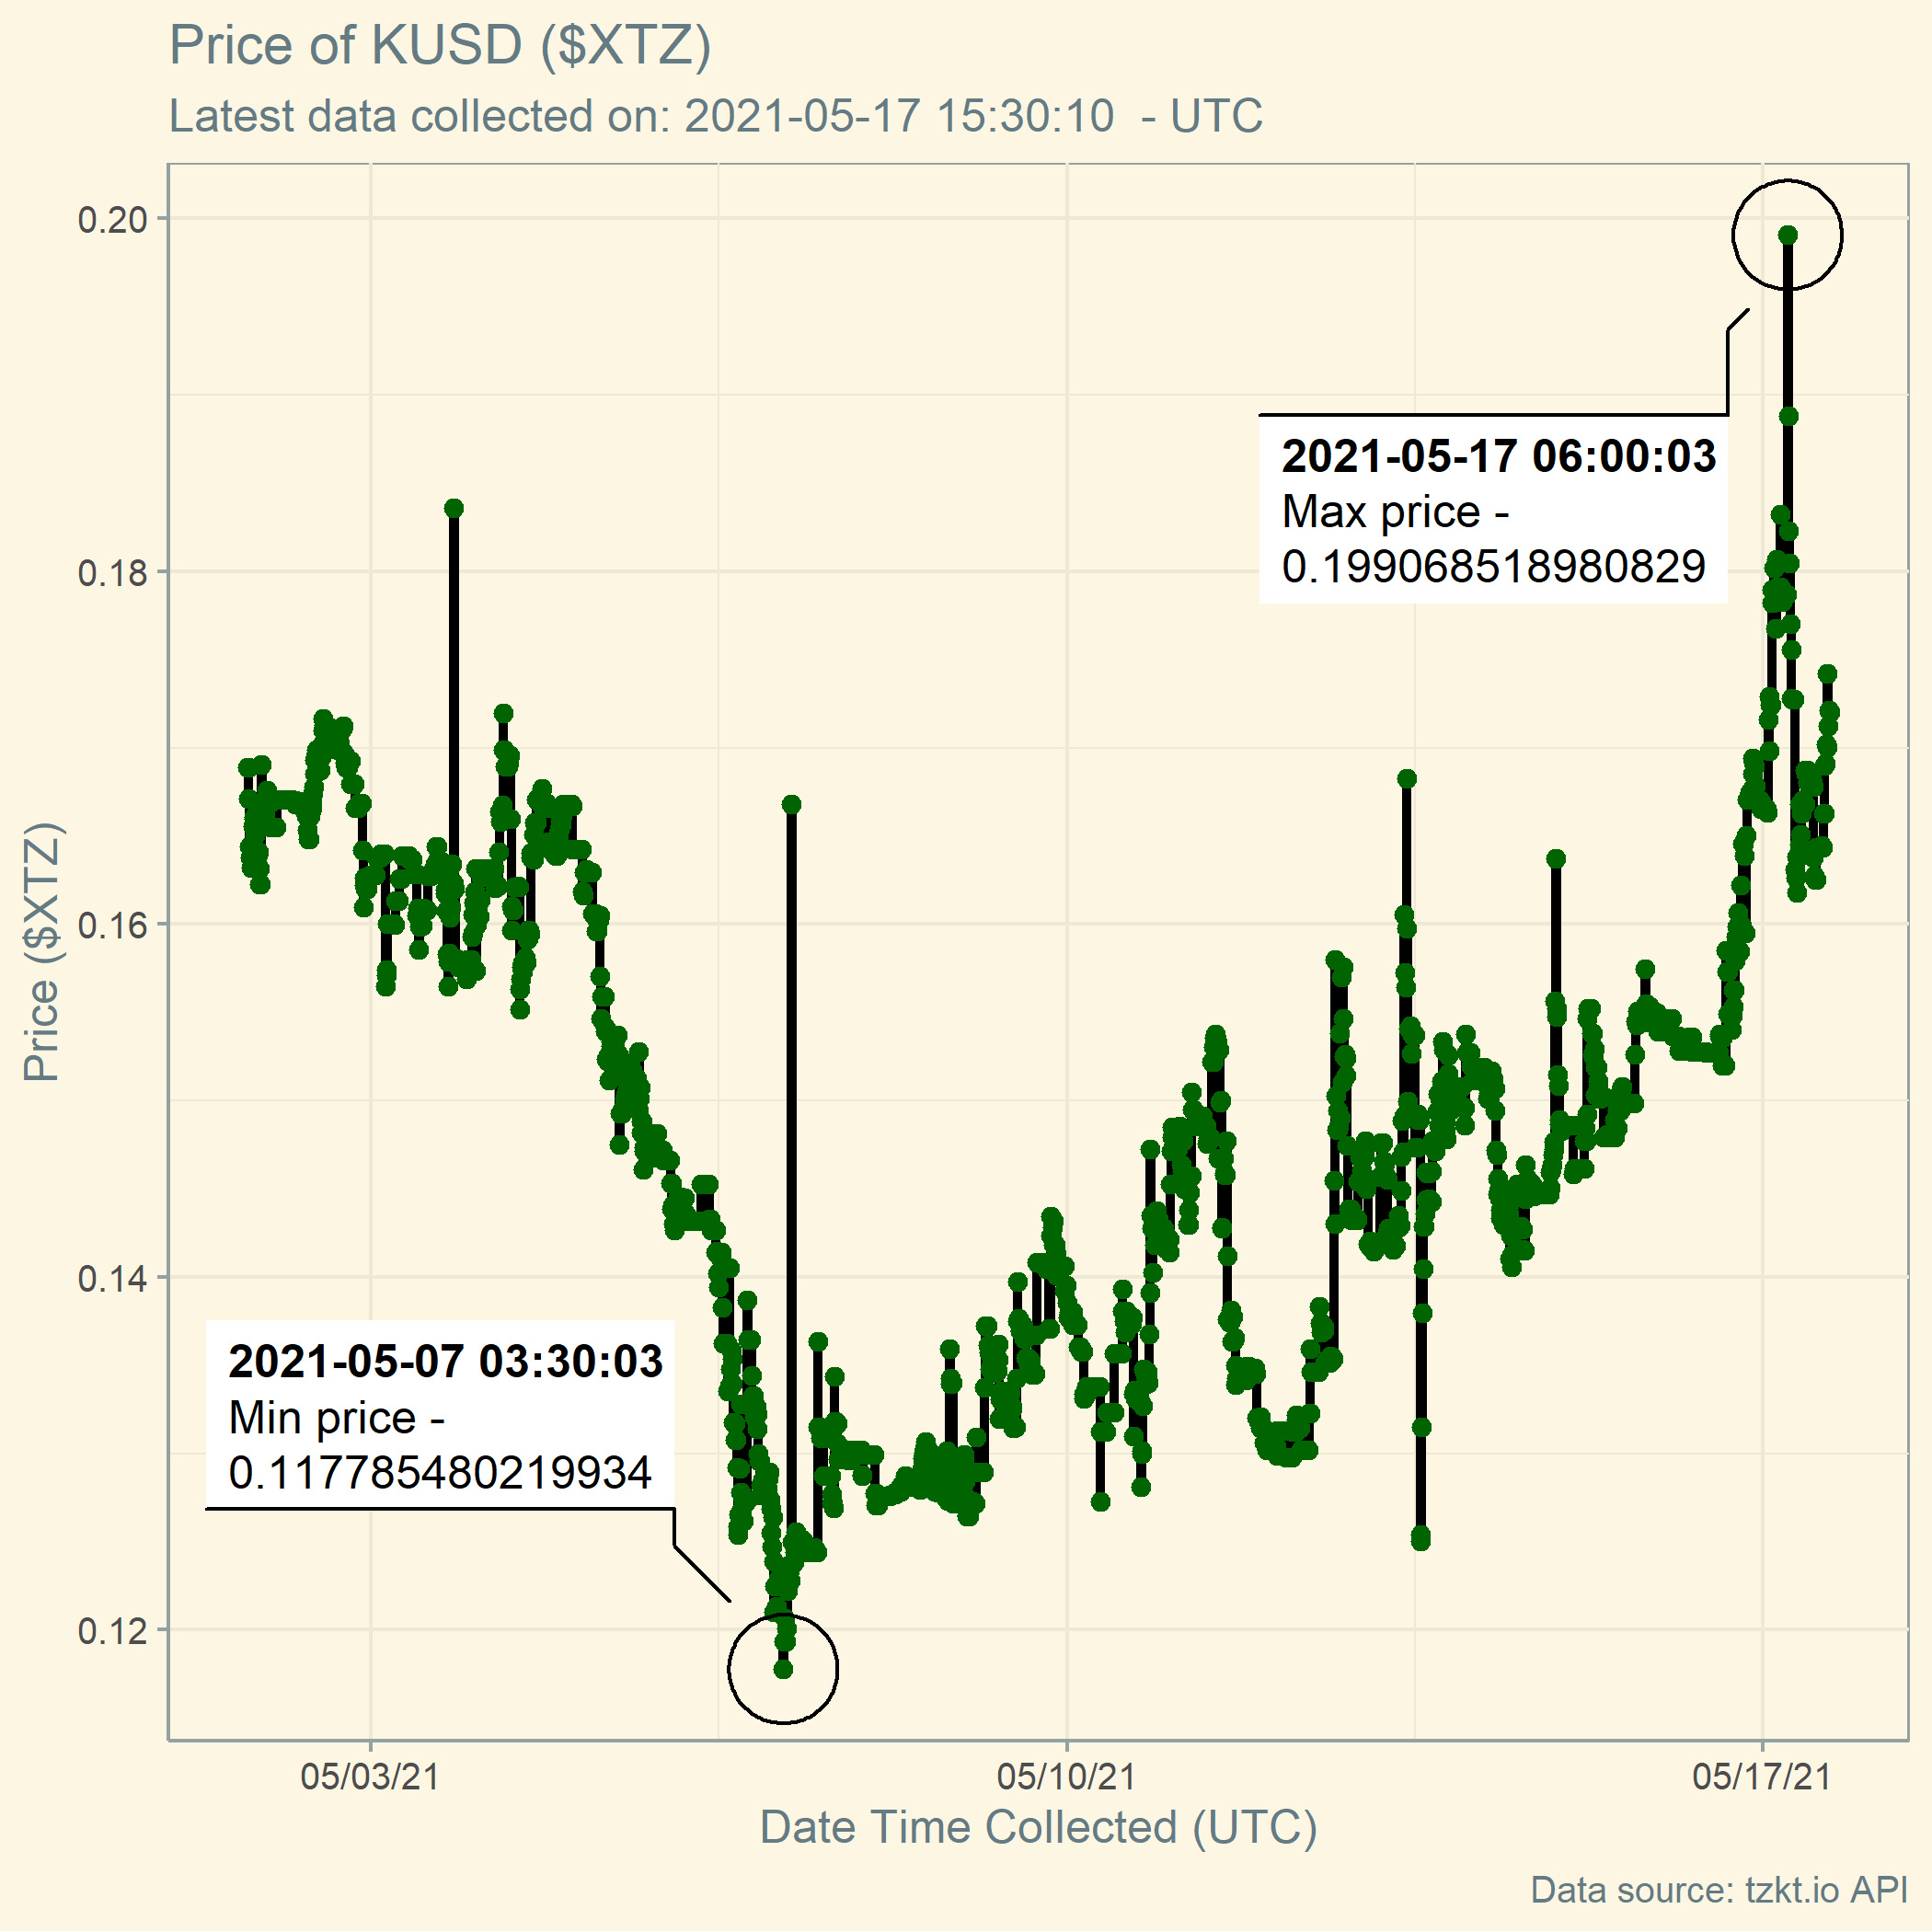 Price of KUSD ($XTZ)
Latest data collected on: 2021-05-17 15:30:10  - UTC
0.20
0.18
0.16
0.14
0.12
Price ($XTZ)
2021-05-17 06:00:03
Max price -
0.199068518980829
2021-05-07 03:30:03
Min price -
0.117785480219934
05/03/21
05/10/21
05/17/21
Date Time Collected (UTC)
Data source: tzkt.io API